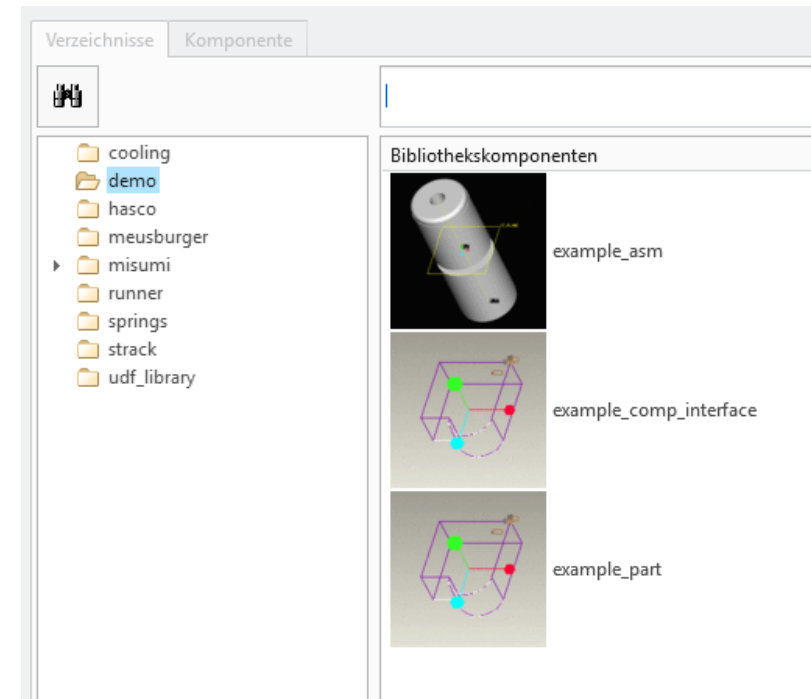 Verzeichnisse
Komponente
cooling
demo
hasco
meusburger
misumi
runner
springs
strack
udf_library
Bibliothekskomponenten
example_asm
example_comp_interface
example_part